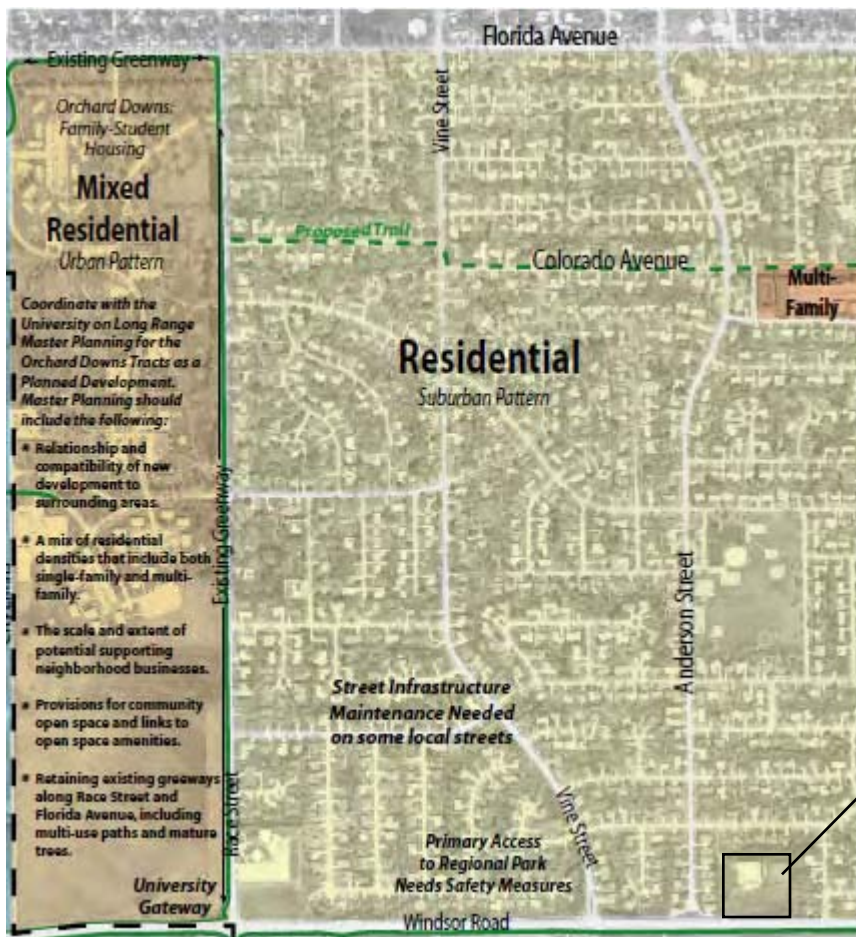 Florida Avenue
Existing Greenway
Orchard Downs:
Family-Student
Housing
Mixed
Residential
Urban Pattern
Vine Street
Proposed Trail
Colorado Avenue
Multi-
Family
Coordinate with the
University on Long Range
Master Planning for the
Orchard Downs Tracts as a
Planned Development.
Master Planning should
include the following:
* Relationship and
compatibility of new
development to
surrounding areas.
* A mix of residential
densities that include both
single-family and multi-
family.
* The scale and extent of
potential supporting
neighborhood businesses.
* Provisions for community
open space and links to
open space amenities.
* Retaining existing greeways
along Race Street and
Florida Avenue, including
multi-use paths and mature
trees.
University
Gateway
Existing Greenway
Race Street
Residential
Suburban Pattern
Anderson Street
Street Infrastructure
Maintenance Needed
on some local streets
Vine Street
Primary Access
to Regional Park
Needs Safety Measures
Windsor Road